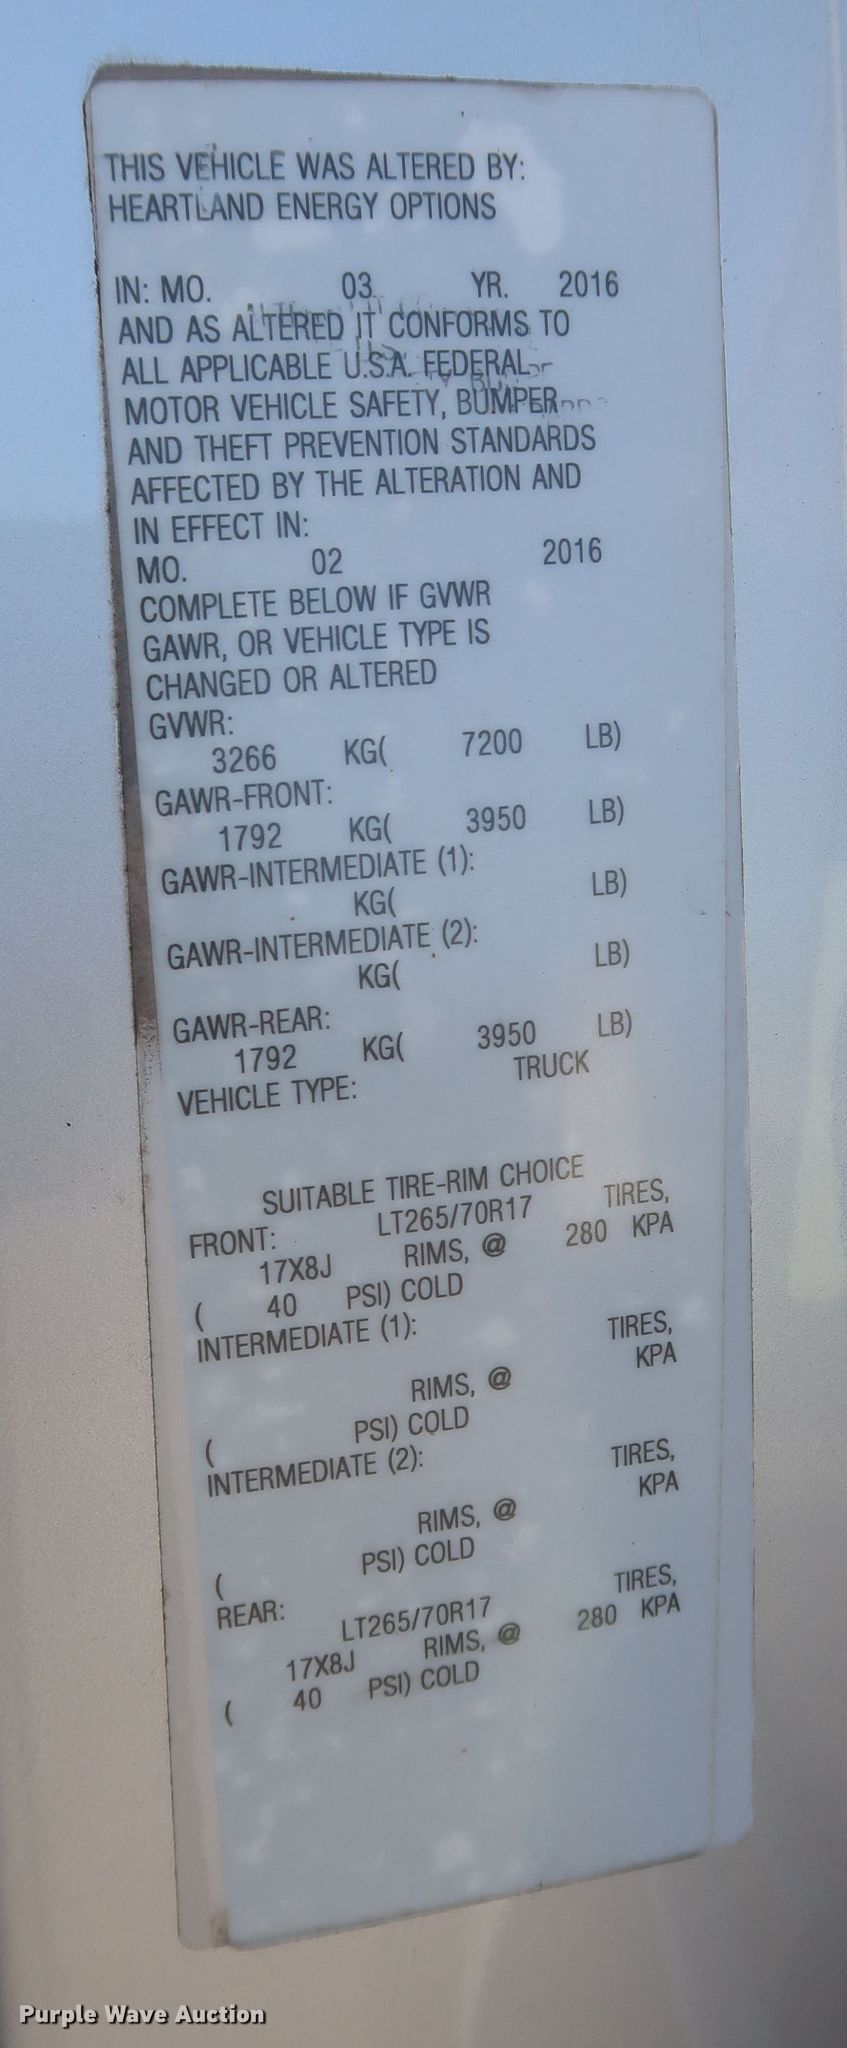 THIS VEHICLE WAS ALTERED BY:
HEARTLAND ENERGY OPTIONS
IN: MO. 03 YR. 2016
AND AS ALTERED IT CONFORMS TO
ALL APPLICABLE U.S.A. FEDERAL
MOTOR VEHICLE SAFETY, BUMPER
AND THEFT PREVENTION STANDARDS
AFFECTED BY THE ALTERATION AND
IN EFFECT IN:
MO. 02 2016
COMPLETE BELOW IF GVWR
GAWR, OR VEHICLE TYPE IS
CHANGED OR ALTERED
GVWR:
3266 KG( 7200 LB)
GAWR-FRONT:
1792 KG( 3950 LB)
GAWR-INTERMEDIATE (1):
KG( LB)
GAWR-INTERMEDIATE (2):
KG( LB)
GAWR-REAR:
1792 KG( 3950 LB)
VEHICLE TYPE: TRUCK
SUITABLE TIRE-RIM CHOICE
FRONT: LT265/70R17 TIRES,
17X8J RIMS, @ 280 KPA
( 40 PSI) COLD
INTERMEDIATE (1): TIRES,
RIMS, @ KPA
( PSI) COLD
INTERMEDIATE (2): TIRES,
RIMS, @ KPA
( PSI) COLD
REAR: LT265/70R17 TIRES,
17X8J RIMS, @ 280 KPA
( 40 PSI) COLD
Purple Wave Auction